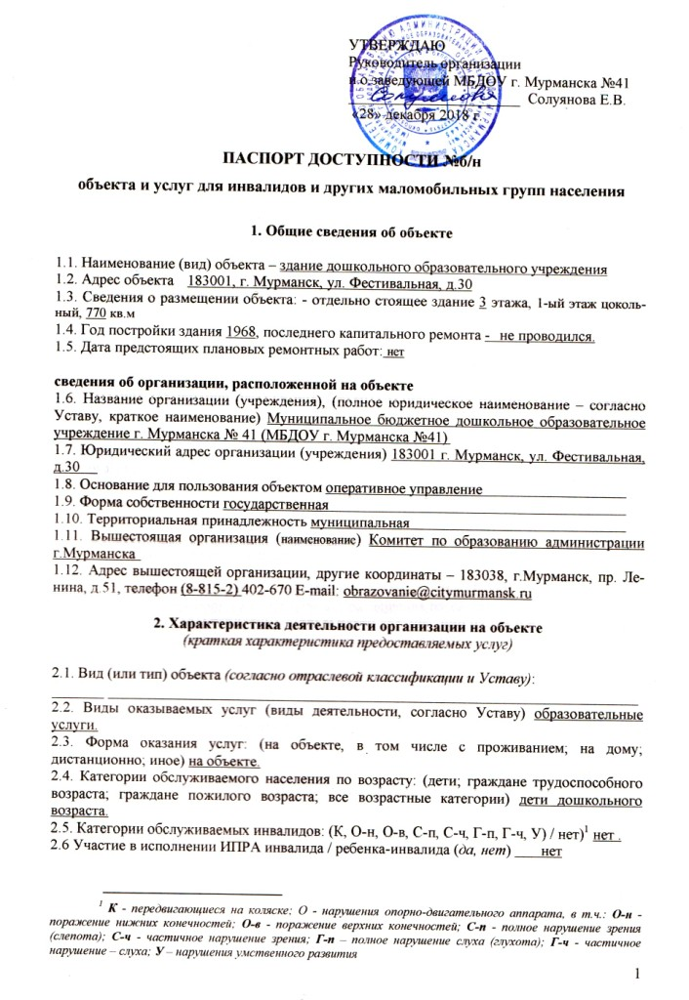 УТВЕРЖДАЮ
Руководитель организации
и.о.заведующей МБДОУ г. Мурманска №41
Солуянова Е.В.
«28» декабря 2018 г
ПАСПОРТ ДОСТУПНОСТИ №б/н
объекта и услуг для инвалидов и других маломобильных групп населения
1. Общие сведения об объекте
1.1. Наименование (вид) объекта – здание дошкольного образовательного учреждения
1.2. Адрес объекта 183001, г. Мурманск, ул. Фестивальная, д.30
1.3. Сведения о размещении объекта: - отдельно стоящее здание 3 этажа, 1-ый этаж цоколь-
ный, 770 кв.м
1.4. Год постройки здания 1968, последнего капитального ремонта - не проводился.
1.5. Дата предстоящих плановых ремонтных работ: нет
сведения об организации, расположенной на объекте
1.6. Название организации (учреждения), (полное юридическое наименование – согласно
Уставу, краткое наименование) Муниципальное бюджетное дошкольное образовательное
учреждение г. Мурманска № 41 (МБДОУ г. Мурманска №41)
1.7. Юридический адрес организации (учреждения) 183001 г. Мурманск, ул. Фестивальная,
д.30
1.8. Основание для пользования объектом оперативное управление
1.9. Форма собственности государственная
1.10. Территориальная принадлежность муниципальная
1.11. Вышестоящая организация (наименование) Комитет по образованию администрации
г.Мурманска
1.12. Адрес вышестоящей организации, другие координаты – 183038, г.Мурманск, пр. Ле-
нина, д.51, телефон (8-815-2) 402-670 E-mail: obrazovanie@citymurmansk.ru
2. Характеристика деятельности организации на объекте
(краткая характеристика предоставляемых услуг)
2.1. Вид (или тип) объекта (согласно отраслевой классификации и Уставу):
2.2. Виды оказываемых услуг (виды деятельности, согласно Уставу) образовательные
услуги.
2.3. Форма оказания услуг: (на объекте, в том числе с проживанием; на дому;
дистанционно; иное) на объекте.
2.4. Категории обслуживаемого населения по возрасту: (дети; граждане трудоспособного
возраста; граждане пожилого возраста; все возрастные категории) дети дошкольного
возраста.
2.5. Категории обслуживаемых инвалидов: (К, О-н, О-в, С-п, С-ч, Г-п, Г-ч, У) / нет)1 нет .
2.6 Участие в исполнении ИПРА инвалида / ребенка-инвалида (да, нет) нет
1 К - передвигающиеся на коляске; О - нарушения опорно-двигательного аппарата, в т.ч.: О-н -
поражение нижних конечностей; О-в - поражение верхних конечностей; С-п - полное нарушение зрения
(слепота); С-ч - частичное нарушение зрения; Г-п – полное нарушение слуха (глухота); Г-ч - частичное
нарушение – слуха; У – нарушения умственного развития
1